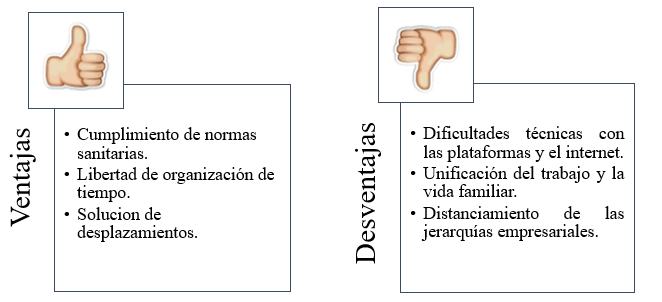 Ventajas
• Cumplimiento de normas
sanitarias.
• Libertad de organización de
tiempo.
• Solucion de
desplazamientos.
Desventajas
• Dificultades técnicas con
las plataformas y el internet.
• Unificación del trabajo y la
vida familiar.
• Distanciamiento de las
jerarquías empresariales.